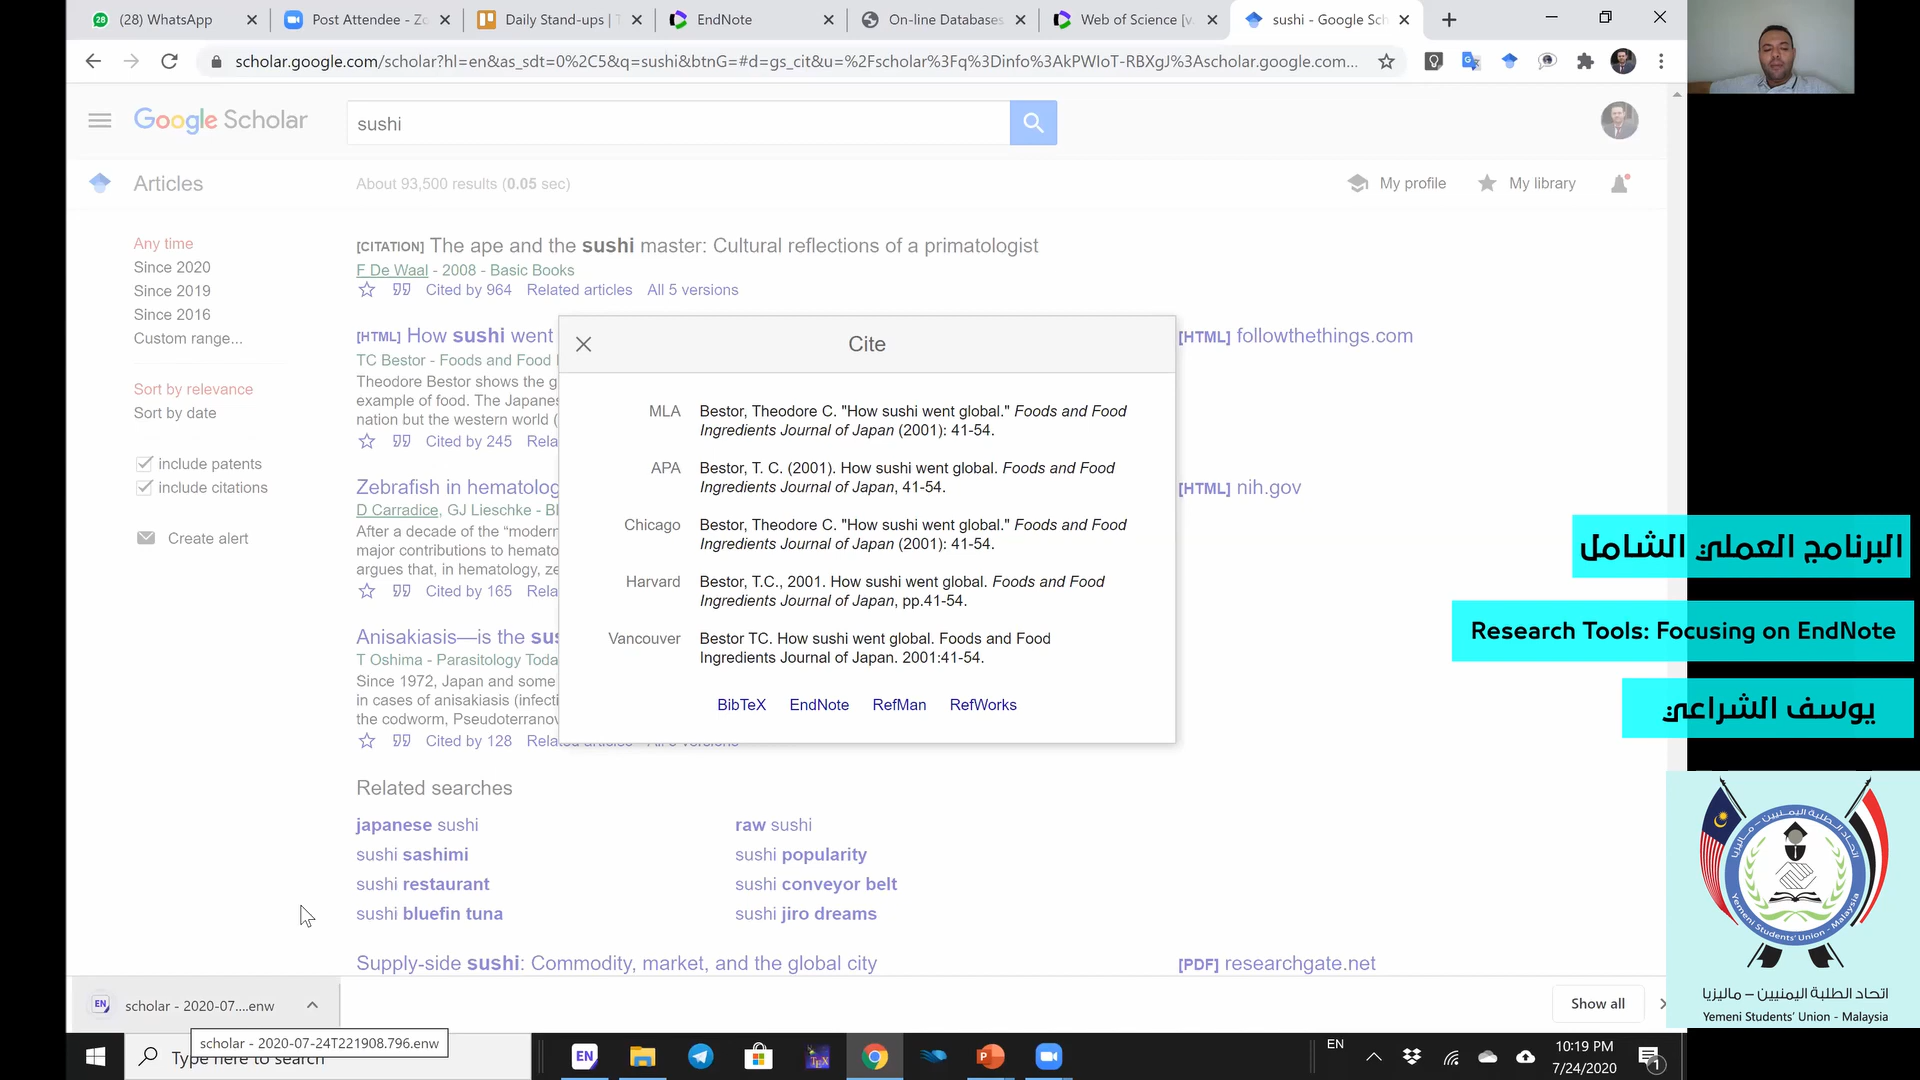 (28) WhatsApp
Post Attendee - Zo
Daily Stand-ups | T
EndNote
On-line Databases
Web of Science [v.
sushi - Google Sch
scholar.google.com/scholar?hl=en&as_sdt=0%2C5&q=sushi&btnG=#d=gs_cit&u=%2Fscholar%3Fq%3Dinfo%3AkPWIoT-RBXgJ%3Ascholar.google.com...
Google Scholar
sushi
Articles
About 93,500 results (0.05 sec)
My profile
My library
Any time
Since 2020
Since 2019
Since 2016
Custom range...
Sort by relevance
Sort by date
include patents
include citations
Create alert
[CITATION] The ape and the sushi master: Cultural reflections of a primatologist
F De Waal - 2008 - Basic Books
Cited by 964 Related articles All 5 versions
[HTML] How sushi went
TC Bestor - Foods and Food
Theodore Bestor shows the g
example of food. The Japanes
nation but the western world (
Cited by 245 Rela
[HTML] followthethings.com
Zebrafish in hematolog
D Carradice, GJ Lieschke - Bl
After a decade of the “modern
major contributions to hemato
argues that, in hematology, ze
Cited by 165 Rela
[HTML] nih.gov
Anisakiasis—is the sus
T Oshima - Parasitology Toda
Since 1972, Japan and some
in cases of anisakiasis (infecti
the codworm, Pseudoterranov
Cited by 128
Cite
MLA
Bestor, Theodore C. "How sushi went global." Foods and Food
Ingredients Journal of Japan (2001): 41-54.
APA
Bestor, T. C. (2001). How sushi went global. Foods and Food
Ingredients Journal of Japan, 41-54.
Chicago
Bestor, Theodore C. "How sushi went global." Foods and Food
Ingredients Journal of Japan (2001): 41-54.
Harvard
Bestor, T.C., 2001. How sushi went global. Foods and Food
Ingredients Journal of Japan, pp.41-54.
Vancouver
Bestor TC. How sushi went global. Foods and Food
Ingredients Journal of Japan. 2001:41-54.
BibTeX EndNote RefMan RefWorks
Related searches
japanese sushi
raw sushi
sushi sashimi
sushi popularity
sushi restaurant
sushi conveyor belt
sushi bluefin tuna
sushi jiro dreams
Supply-side sushi: Commodity, market, and the global city
[PDF] researchgate.net
EN
scholar - 2020-07....enw
Show all
scholar - 2020-07-24T221908.796.enw
Type here to search
EN
EN
10:19 PM
7/24/2020
1
البرنامج العملي الشامل
Research Tools: Focusing on EndNote
يوسف الشراعي
اتحاد الطلبة اليمنيين - ماليزيا
Yemeni Students' Union - Malaysia
اتحاد الطلبة اليمنيين – ماليزيا
Yemeni Students' Union - Malaysia